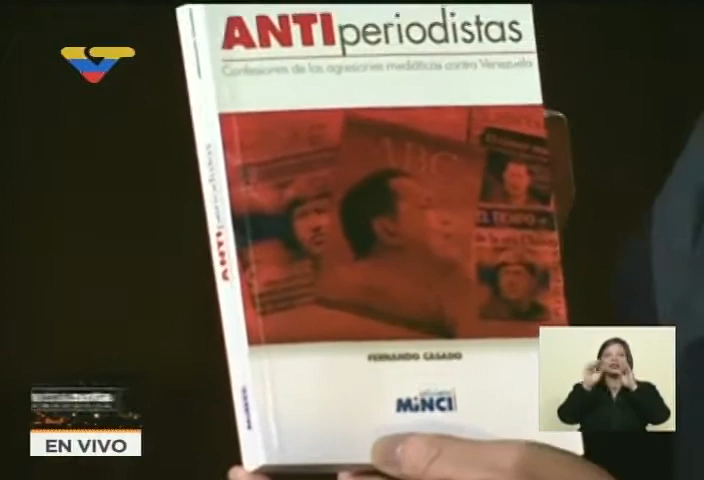 ANTIperiodistas
Confesiones de las agresiones mediáticas contra Venezuela
ANTIperiodistas
ABC
EL TIEMPO
FERNANDO CASADO
MiNCI
EN VIVO